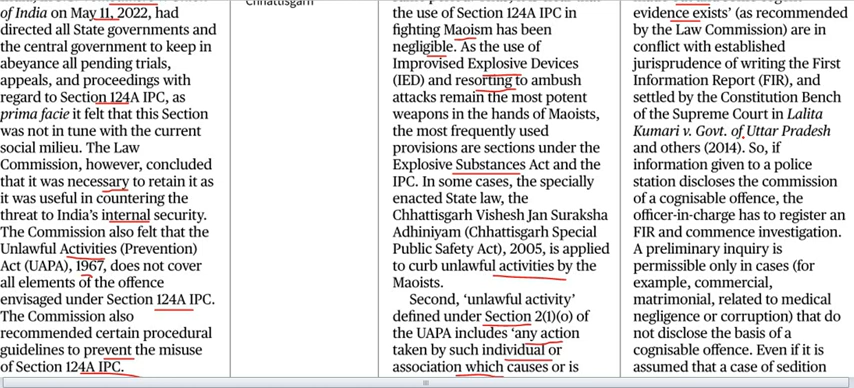 of India on May 11, 2022, had
directed all State governments and
the central government to keep in
abeyance all pending trials,
appeals, and proceedings with
regard to Section 124A IPC, as
prima facie it felt that this Section
was not in tune with the current
social milieu. The Law
Commission, however, concluded
that it was necessary to retain it as
it was useful in countering the
threat to India's internal security.
The Commission also felt that the
Unlawful Activities (Prevention)
Act (UAPA), 1967, does not cover
all elements of the offence
envisaged under Section 124A IPC.
The Commission also
recommended certain procedural
guidelines to prevent the misuse
of Section 124A IPC.
Chhattisgarh
the use of Section 124A IPC in
fighting Maoism has been
negligible. As the use of
Improvised Explosive Devices
(IED) and resorting to ambush
attacks remain the most potent
weapons in the hands of Maoists,
the most frequently used
provisions are sections under the
Explosive Substances Act and the
IPC. In some cases, the specially
enacted State law, the
Chhattisgarh Vishesh Jan Suraksha
Adhiniyam (Chhattisgarh Special
Public Safety Act), 2005, is applied
to curb unlawful activities by the
Maoists.
Second, 'unlawful activity'
defined under Section 2(1)(o) of
the UAPA includes 'any action
taken by such individual or
association which causes or is
evidence exists' (as recommended
by the Law Commission) are in
conflict with established
jurisprudence of writing the First
Information Report (FIR), and
settled by the Constitution Bench
of the Supreme Court in Lalita
Kumari v. Govt. of Uttar Pradesh
and others (2014). So, if
information given to a police
station discloses the commission
of a cognisable offence, the
officer-in-charge has to register an
FIR and commence investigation.
A preliminary inquiry is
permissible only in cases (for
example, commercial,
matrimonial, related to medical
negligence or corruption) that do
not disclose the basis of a
cognisable offence. Even if it is
assumed that a case of sedition